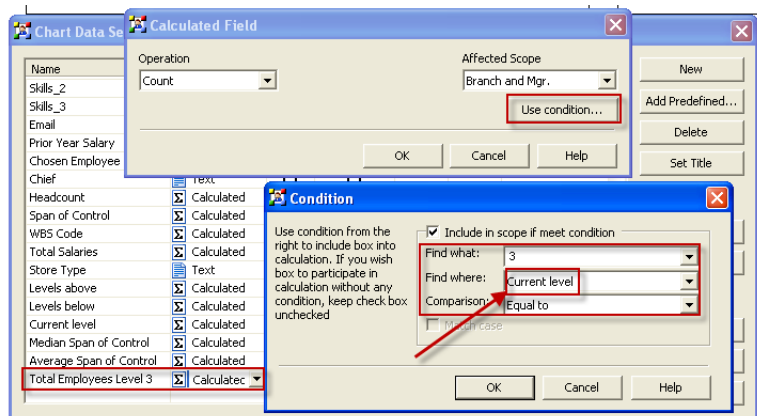 Chart Data Se
Calculated Field
Operation
Affected Scope
Count
Branch and Mgr.
Use condition...
OK
Cancel
Help
Name
Skills_2
Skills_3
Email
Prior Year Salary
Chosen Employee
Chief
Text
Headcount
Calculated
Span of Control
Calculated
WBS Code
Calculated
Total Salaries
Calculated
Store Type
Text
Levels above
Calculated
Levels below
Calculated
Current level
Calculated
Median Span of Control
Calculated
Average Span of Control
Calculated
Total Employees Level 3
Calculatec
New
Add Predefined...
Delete
Set Title
Condition
Use condition from the
right to include box into
calculation. If you wish
box to participate in
calculation without any
condition, keep check box
unchecked
Include in scope if meet condition
Find what:
3
Find where:
Current level
Comparison:
Equal to
Match case
OK
Cancel
Help